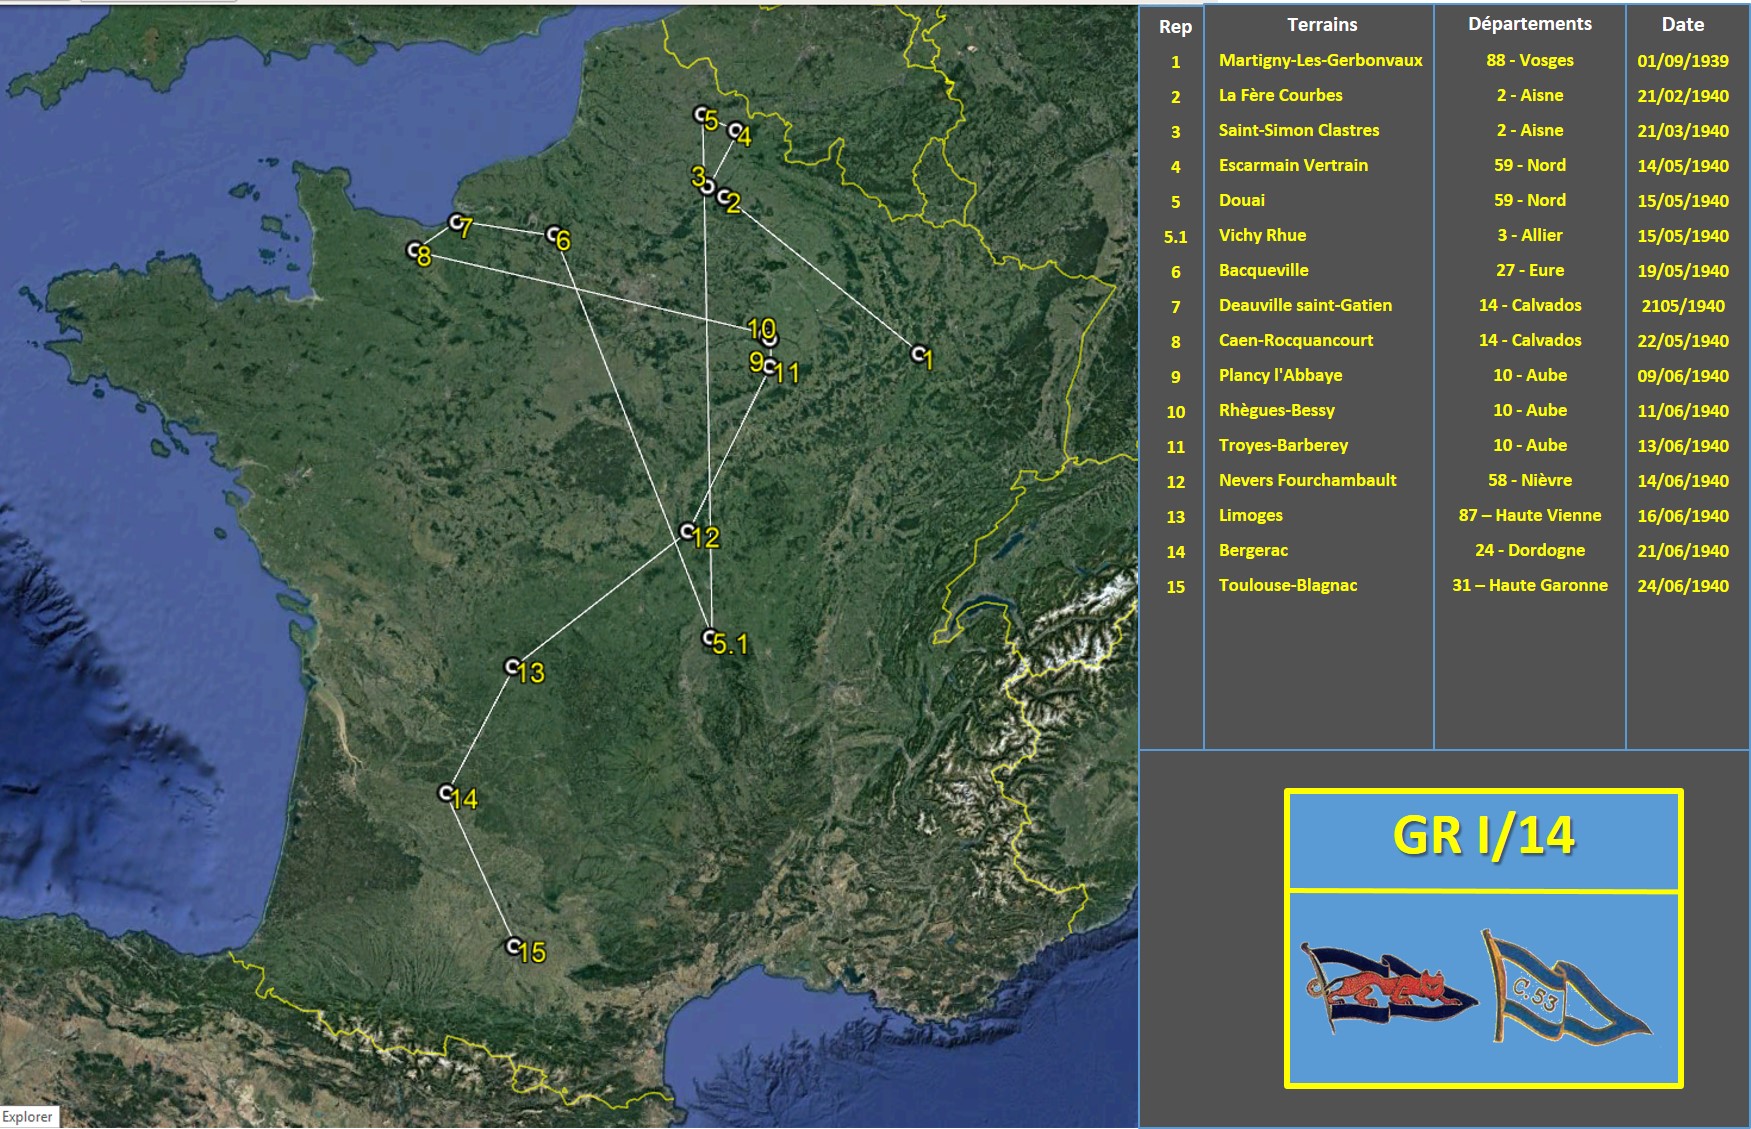 Rep Terrains Départements Date
1 Martigny-Les-Gerbonvaux 88 - Vosges 01/09/1939
2 La Fère Courbes 2 - Aisne 21/02/1940
3 Saint-Simon Clastres 2 - Aisne 21/03/1940
4 Escarmain Vertrain 59 - Nord 14/05/1940
5 Douai 59 - Nord 15/05/1940
5.1 Vichy Rhue 3 - Allier 15/05/1940
6 Bacqueville 27 - Eure 19/05/1940
7 Deauville saint-Gatien 14 - Calvados 2105/1940
8 Caen-Rocquancourt 14 - Calvados 22/05/1940
9 Plancy l'Abbaye 10 - Aube 09/06/1940
10 Rhègues-Bessy 10 - Aube 11/06/1940
11 Troyes-Barberey 10 - Aube 13/06/1940
12 Nevers Fourchambault 58 - Nièvre 14/06/1940
13 Limoges 87 – Haute Vienne 16/06/1940
14 Bergerac 24 - Dordogne 21/06/1940
15 Toulouse-Blagnac 31 – Haute Garonne 24/06/1940
5
4
3
2
7
6
8
10
1
9
11
12
5.1
13
14
15
GR I/14
C.53
Explorer